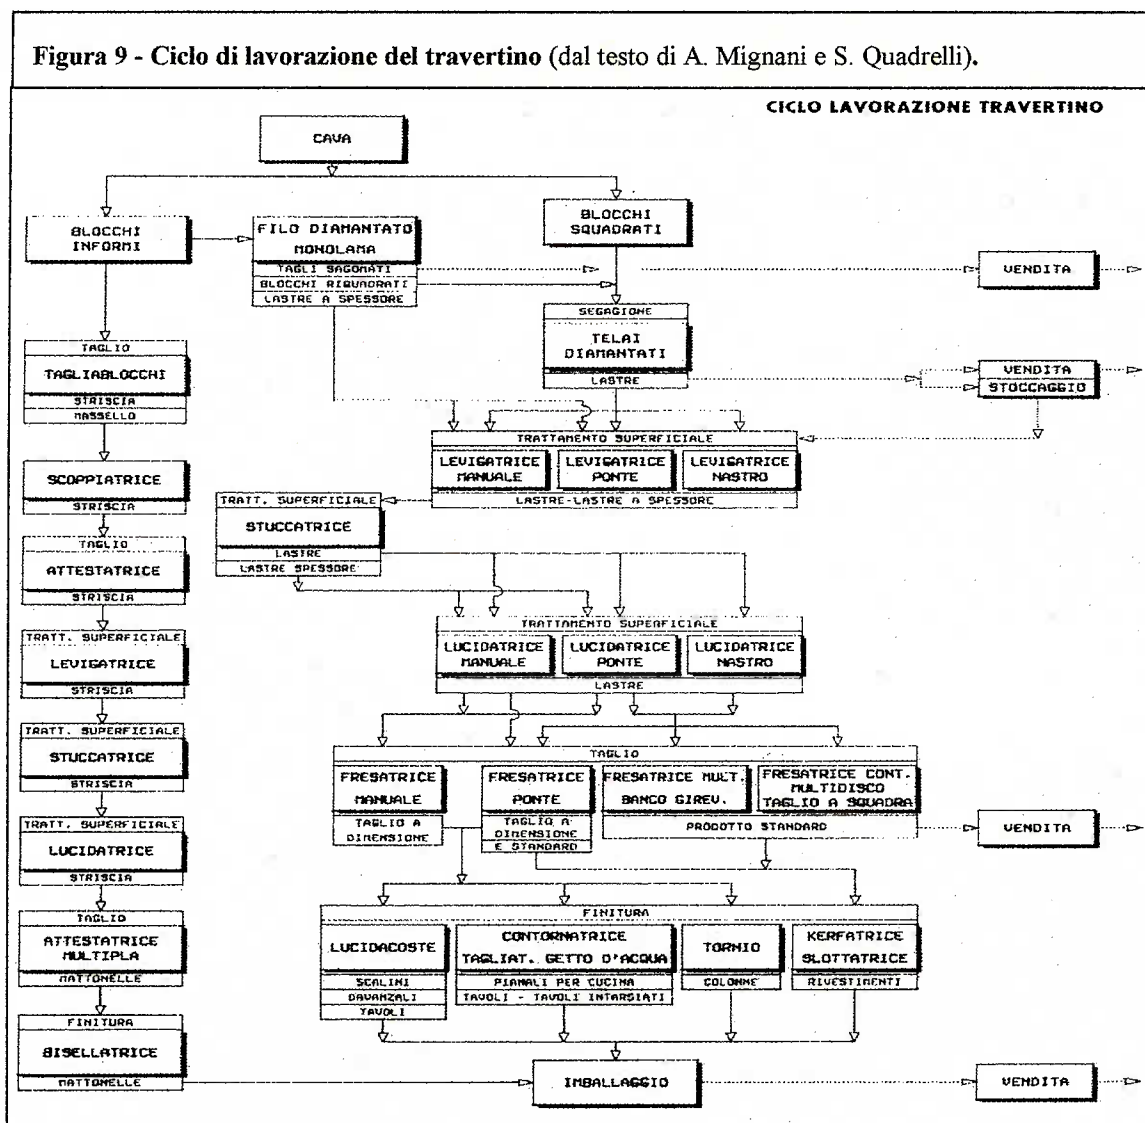 Figura 9 - Ciclo di lavorazione del travertino (dal testo di A. Mignani e S. Quadrelli).
CICLO LAVORAZIONE TRAVERTINO
CAVA
BLOCCHI
INFORMI
FILO DIAMANTATO
MONOLAMA
TAGLI SAGOMATI
BLOCCHI RIQUADRATI
LASTRE A SPESSORE
BLOCCHI
SQUADRATI
VENDITA
SEGAGIONE
TELAI
DIAMANTATI
LASTRE
VENDITA
STOCCAGGIO
TAGLIO
TAGLIABLOCCHI
STRISCIA
MASSELLO
TRATTAMENTO SUPERFICIALE
LEVIGATRICE
MANUALE
LEVIGATRICE
PONTE
LEVIGATRICE
NASTRO
LASTRE-LASTRE A SPESSORE
SCOPPIATRICE
STRISCIA
TRATT. SUPERFICIALE
STUCCATRICE
LASTRE
LASTRE SPESSORE
TAGLIO
ATTESTATRICE
STRISCIA
TRATTAMENTO SUPERFICIALE
LUCIDATRICE
MANUALE
LUCIDATRICE
PONTE
LUCIDATRICE
NASTRO
LASTRE
TRATT. SUPERFICIALE
LEVIGATRICE
STRISCIA
TRATT. SUPERFICIALE
STUCCATRICE
STRISCIA
TAGLIO
FRESATRICE
MANUALE
TAGLIO A
DIMENSIONE
FRESATRICE
PONTE
TAGLIO A
DIMENSIONE
E STANDARD
FRESATRICE MULT.
BANCO GIREV.
FRESATRICE CONT.
MULTIDISCO
TAGLIO A SQUADRA
PRODOTTO STANDARD
VENDITA
TRATT. SUPERFICIALE
LUCIDATRICE
STRISCIA
TAGLIO
ATTESTATRICE
MULTIPLA
MATTONELLE
FINITURA
LUCIDACOSTE
SCALINI
DAVANZALI
TAVOLI
CONTORNATRICE
TAGLIAT. GETTO D'ACQUA
PIANALI PER CUCINA
TAVOLI - TAVOLI INTARSIATI
TORNIO
COLONNE
KERFATRICE
SLOTTATRICE
RIVESTIMENTI
FINITURA
BISELLATRICE
MATTONELLE
IMBALLAGGIO
VENDITA